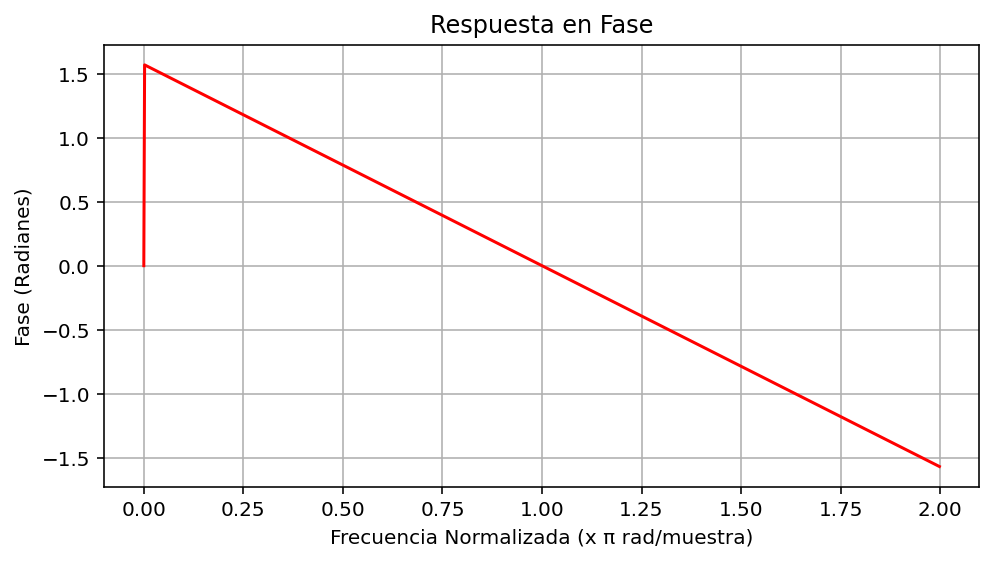 Respuesta en Fase
Fase (Radianes)
1.5
1.0
0.5
0.0
−0.5
−1.0
−1.5
0.00 0.25 0.50 0.75 1.00 1.25 1.50 1.75 2.00
Frecuencia Normalizada (x π rad/muestra)